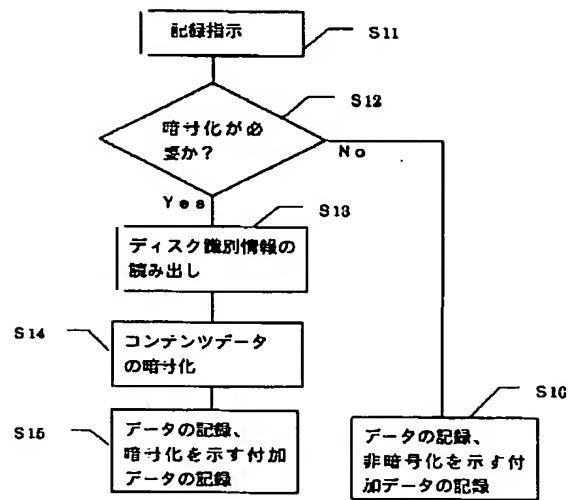 記録指示
S11
S12
暗号化が必
要か？
No
Yes
S13
ディスク識別情報の
読み出し
S14
コンテンツデータ
の暗号化
S15
データの記録、
暗号化を示す付加
データの記録
S16
データの記録、
非暗号化を示す付
加データの記録